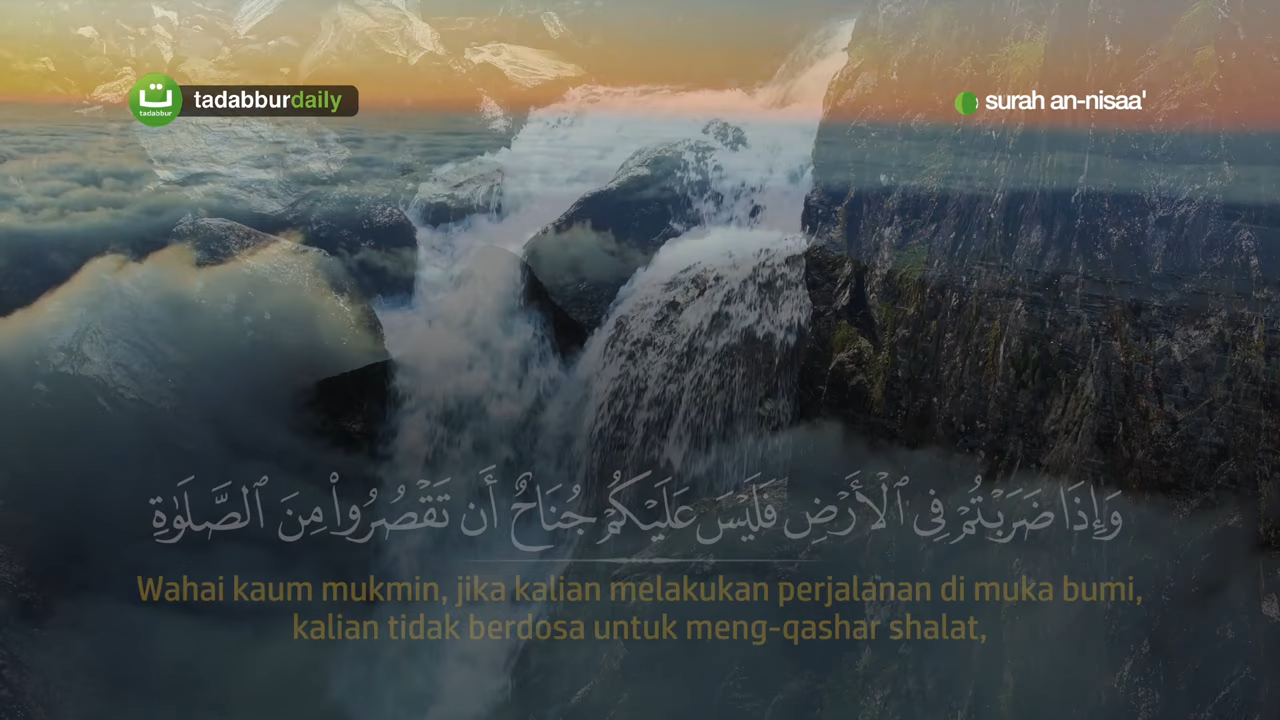 ت
tadabbur
tadabburdaily
surah an-nisaa'
وَإِذَا ضَرَبْتُمْ فِى ٱلْأَرْضِ فَلَيْسَ عَلَيْكُمْ جُنَاحٌ أَن تَقْصُرُوا۟ مِنَ ٱلصَّلَوٰةِ
Wahai kaum mukmin, jika kalian melakukan perjalanan di muka bumi,
kalian tidak berdosa untuk meng-qashar shalat,